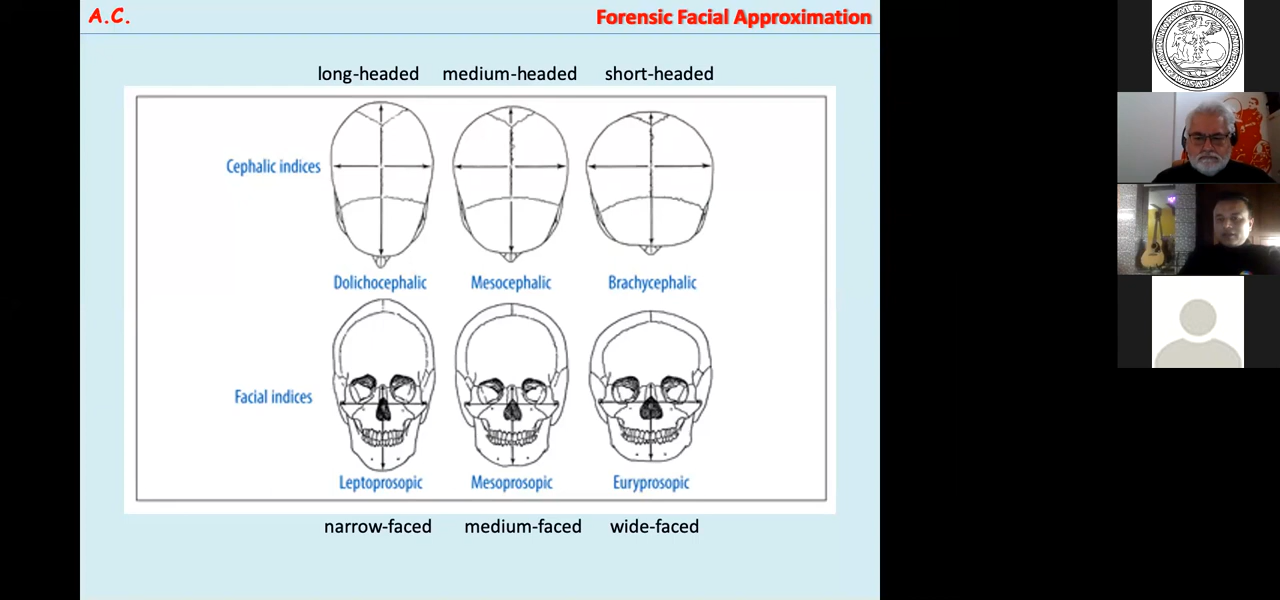 A.C.
Forensic Facial Approximation
long-headed medium-headed short-headed
Cephalic indices
Dolichocephalic Mesocephalic Brachycephalic
Facial indices
Leptoprosopic Mesoprosopic Euryprosopic
narrow-faced medium-faced wide-faced